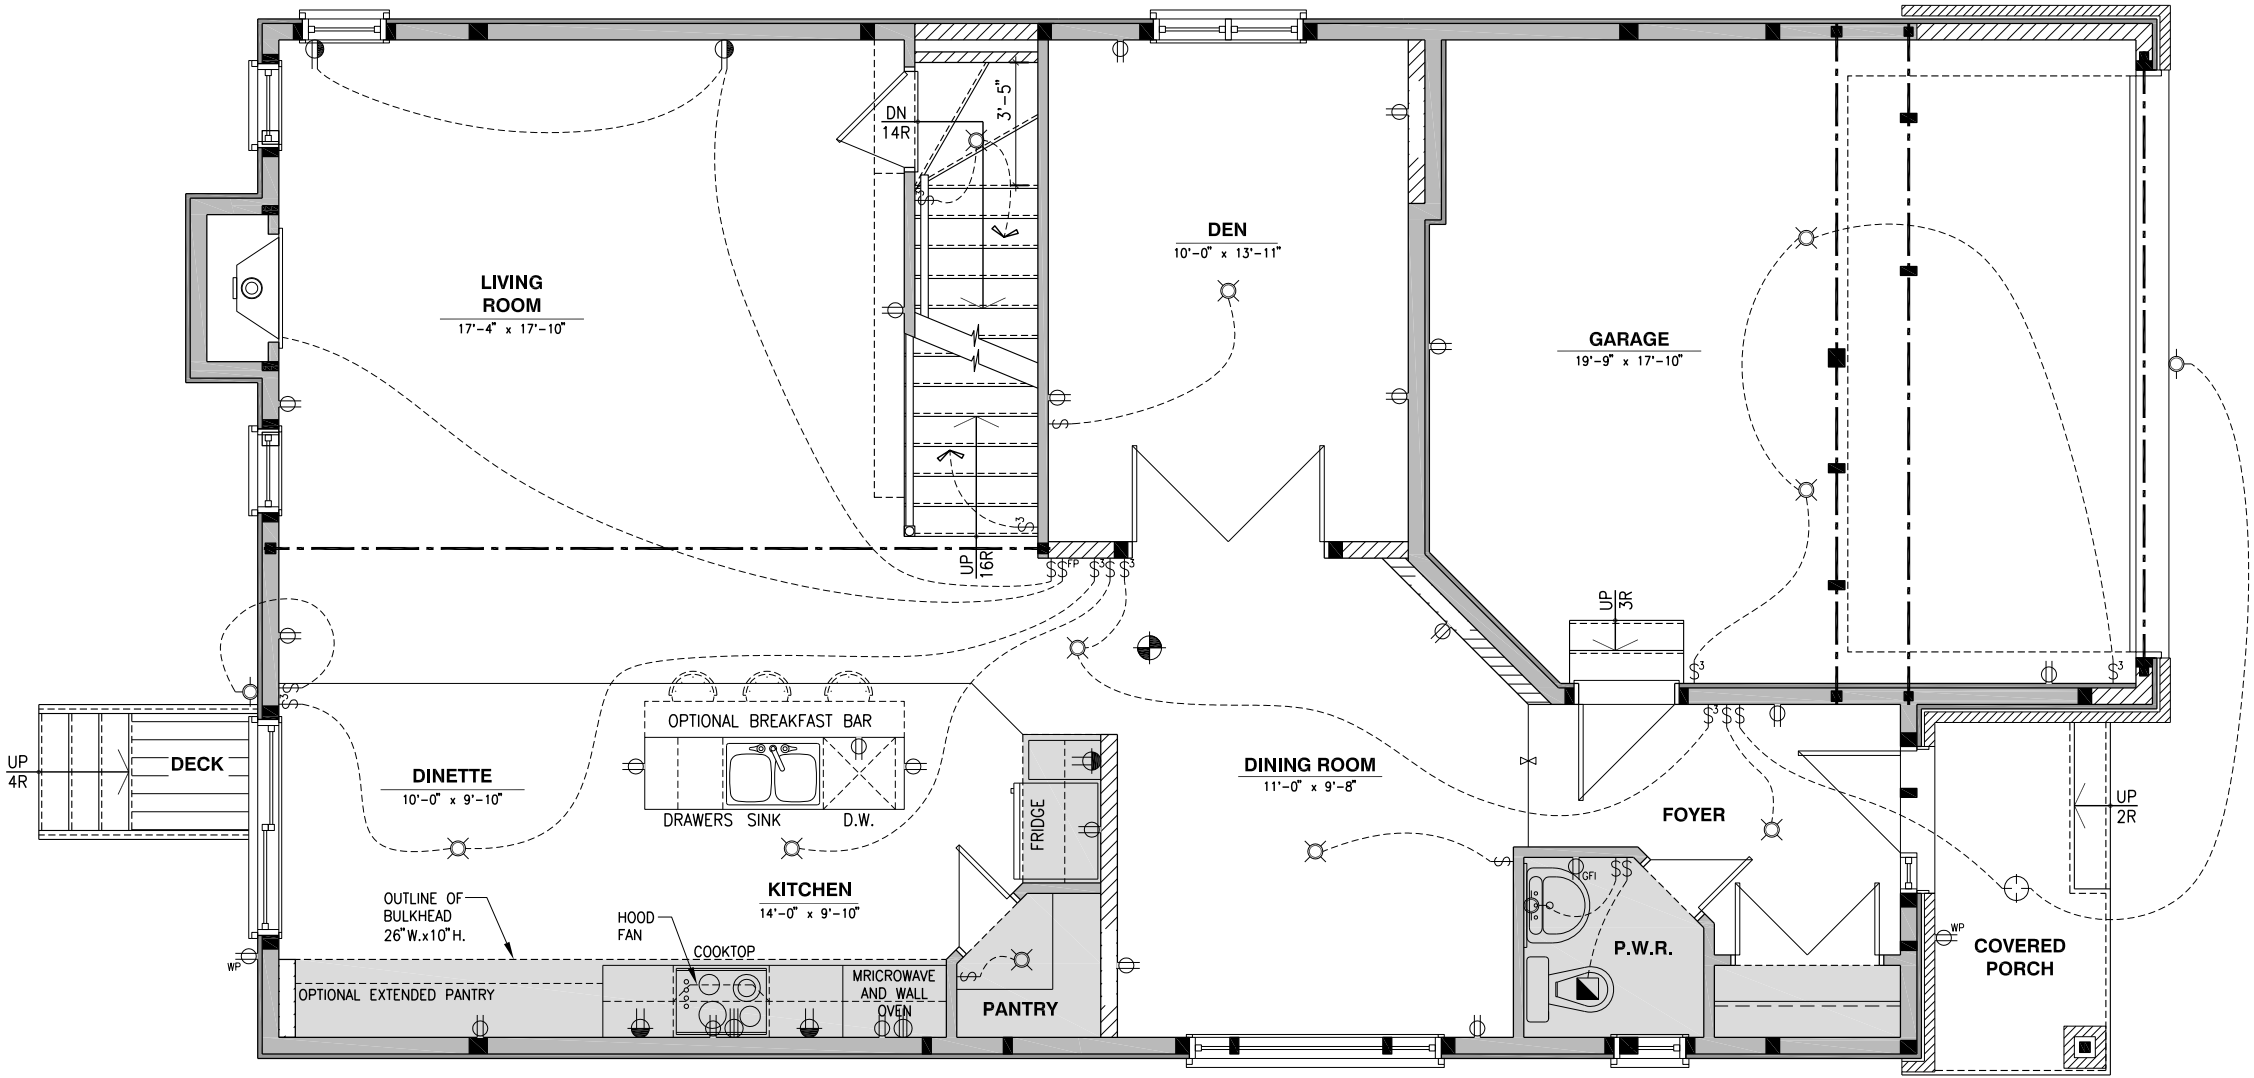 3'-5"
DN
14R
DEN
10'-0" x 13'-11"
LIVING
ROOM
17'-4" x 17'-10"
GARAGE
19'-9" x 17'-10"
UP
16R
$ $FP $3 $ $3
UP
3R
OPTIONAL BREAKFAST BAR
DECK
UP
4R
DINETTE
10'-0" x 9'-10"
DRAWERS SINK D.W.
FRIDGE
DINING ROOM
11'-0" x 9'-8"
FOYER
UP
2R
KITCHEN
14'-0" x 9'-10"
OUTLINE OF
BULKHEAD
26"W.x10"H.
HOOD
FAN
COOKTOP
GFI
P.W.R.
WP
WP
COVERED
PORCH
OPTIONAL EXTENDED PANTRY
MRICROWAVE
AND WALL
OVEN
PANTRY